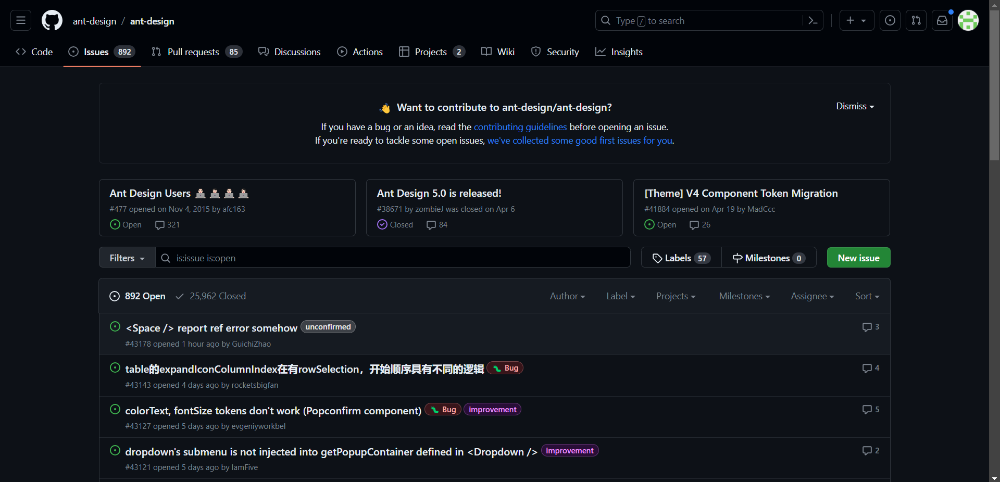 ant-design / ant-design
Type / to search
Code
Issues 892
Pull requests 85
Discussions
Actions
Projects 2
Wiki
Security
Insights
Want to contribute to ant-design/ant-design?
Dismiss
If you have a bug or an idea, read the contributing guidelines before opening an issue.
If you're ready to tackle some open issues, we've collected some good first issues for you.
Ant Design Users
#477 opened on Nov 4, 2015 by afc163
Open 321
Ant Design 5.0 is released!
#38671 by zombieJ was closed on Apr 6
Closed 84
[Theme] V4 Component Token Migration
#41884 opened on Apr 19 by MadCcc
Open 26
Filters
is:issue is:open
Labels 57
Milestones 0
New issue
892 Open
25,962 Closed
Author
Label
Projects
Milestones
Assignee
Sort
<Space /> report ref error somehow unconfirmed
3
#43178 opened 1 hour ago by GuichiZhao
table的expandIconColumnIndex在有rowSelection，开始顺序具有不同的逻辑 Bug
4
#43143 opened 4 days ago by rocketsbigfan
colorText, fontSize tokens don't work (Popconfirm component) Bug improvement
5
#43127 opened 5 days ago by evgeniyworkbel
dropdown's submenu is not injected into getPopupContainer defined in <Dropdown /> improvement
2
#43121 opened 5 days ago by IamFive